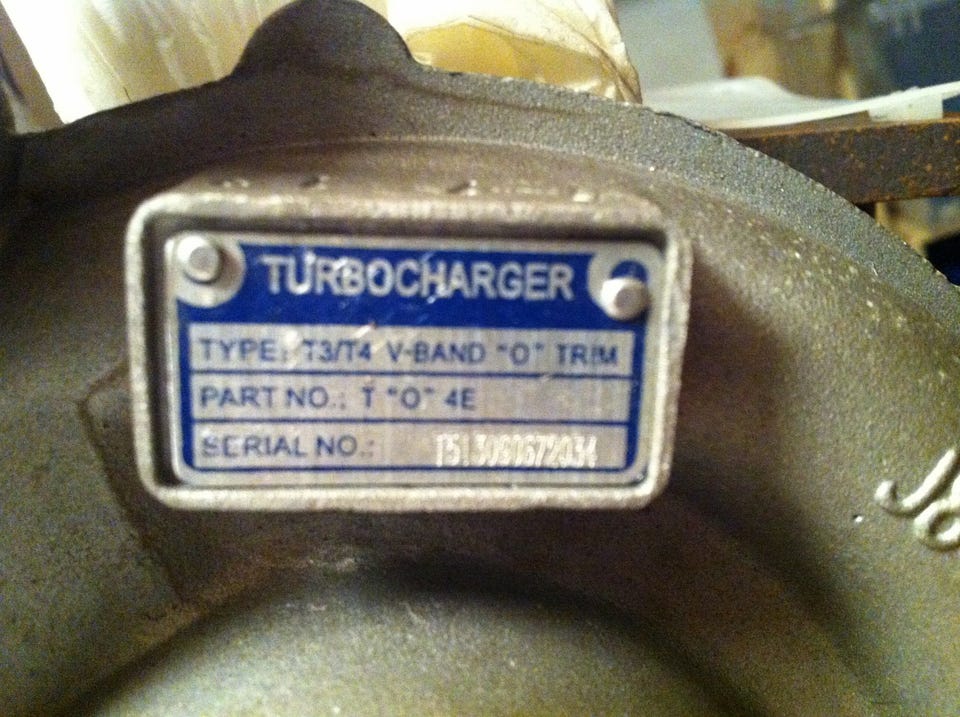 TURBOCHARGER
TYPE: T3/T4 V-BAND "O" TRIM
PART NO.: T "O" 4E
SERIAL NO.: